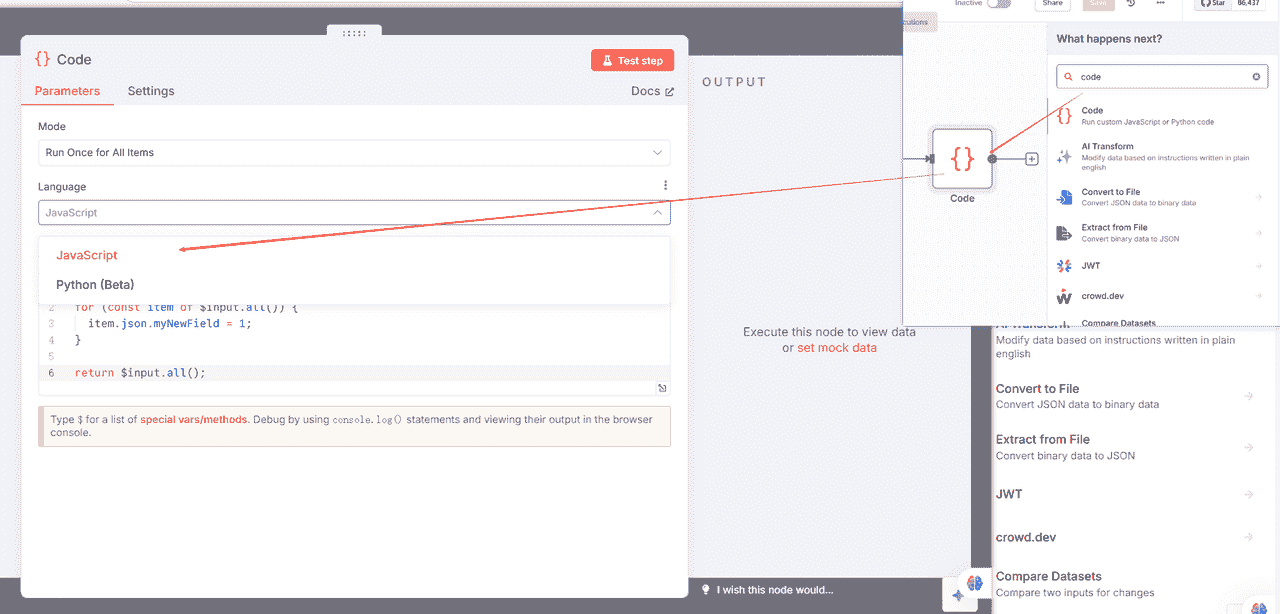 Code
Test step
Parameters
Settings
Docs
Mode
Run Once for All Items
Language
JavaScript
JavaScript
Python (Beta)
2 for (const item of $input.all()) {
3 item.json.myNewField = 1;
4 }
5
6 return $input.all();
Type $ for a list of special vars/methods. Debug by using console.log() statements and viewing their output in the browser
console.
OUTPUT
Execute this node to view data
or set mock data
I wish this node would...
Inactive
Share
Save
Star
86,437
cutions
Code
What happens next?
code
Code
Run custom JavaScript or Python code
AI Transform
Modify data based on instructions written in plain
english
Convert to File
Convert JSON data to binary data
Extract from File
Convert binary data to JSON
JWT
crowd.dev
Compare Datasets
AI Transform
Modify data based on instructions written in plain
english
Convert to File
Convert JSON data to binary data
Extract from File
Convert binary data to JSON
JWT
crowd.dev
Compare Datasets
Compare two inputs for changes